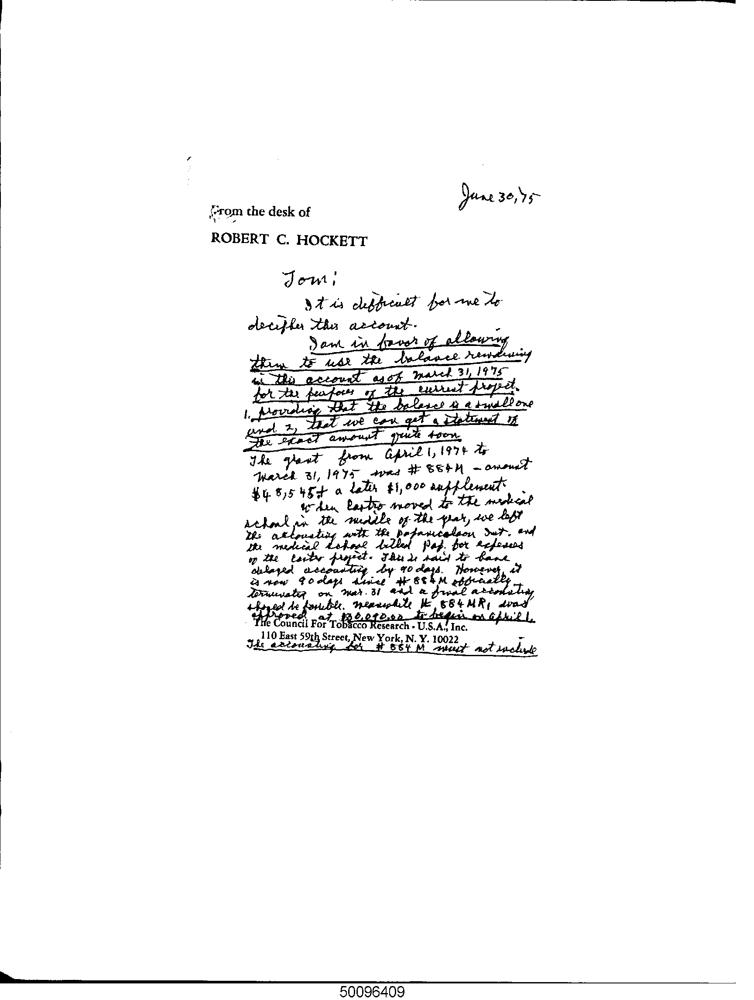 June 30, '75
From the desk of
ROBERT C. HOCKETT
Tom:
It is difficult for me to
decipher this account.
I am in favor of allowing
them to use the balance remaining
in this account as of March 31, 1975
for the purposes of the current project,
1, providing that the balance is a small one
and 2, that we can get a statement of
the exact amount quite soon
The grant from April 1, 1974 to
March 31, 1975 was # 884M - amount
$48,545 + a later $1,000 supplement.
When Castro moved to the medical
school in the middle of the year, we left
the accounting with the Papanicolaou Inst. and
the medical school billed Pap. for expenses
of the Castro project. This is said to have
delayed accounting by 90 days. However, it
is now 90 days since # 884M officially
terminated on Mar. 31 and a final accounting
should be possible. Meanwhile # 884MR1 was
approved at to begin on April 1.
The Council For Tobacco Research - U.S.A., Inc.
110 East 59th Street, New York, N. Y. 10022
The accounting for # 884M must not include
50096409